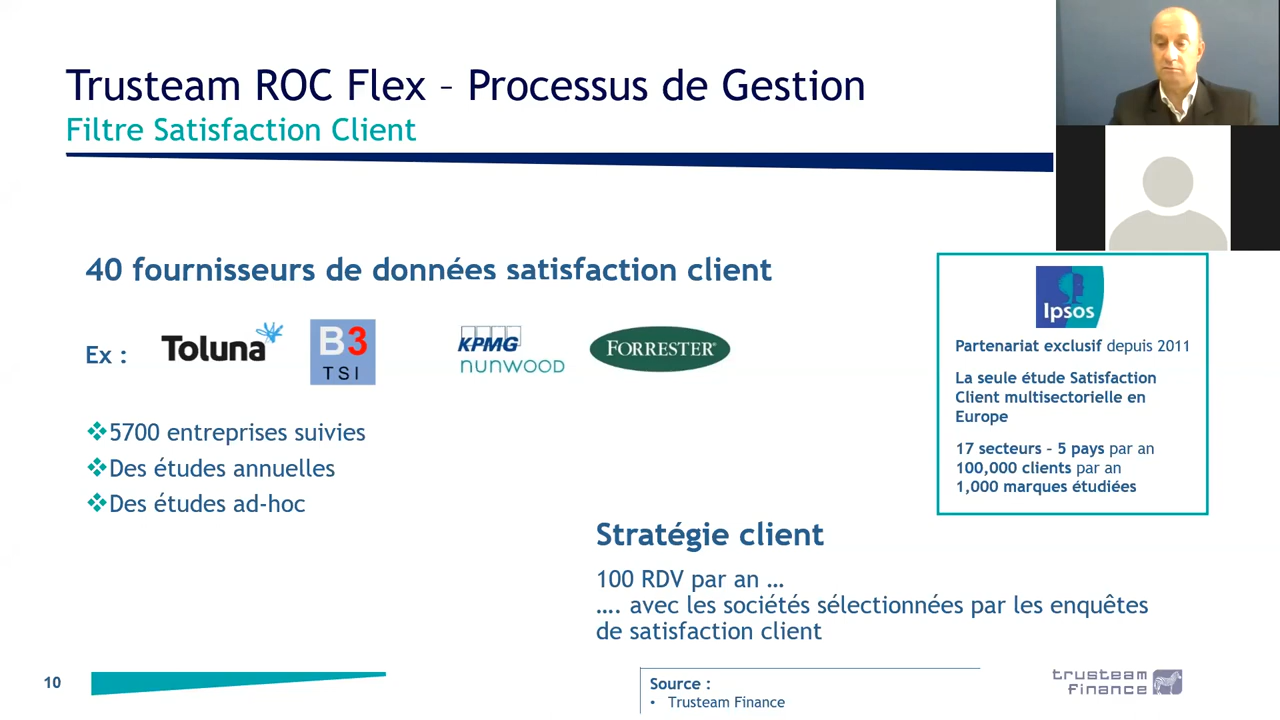 Trusteam ROC Flex – Processus de Gestion
Filtre Satisfaction Client
40 fournisseurs de données satisfaction client
Ex :
Toluna
B3
TSI
KPMG
nunwood
FORRESTER®
❖5700 entreprises suivies
❖Des études annuelles
❖Des études ad-hoc
Ipsos
Partenariat exclusif depuis 2011
La seule étude Satisfaction
Client multisectorielle en
Europe
17 secteurs – 5 pays par an
100,000 clients par an
1,000 marques étudiées
Stratégie client
100 RDV par an …
…. avec les sociétés sélectionnées par les enquêtes
de satisfaction client
10
Source :
• Trusteam Finance
trusteam
finance